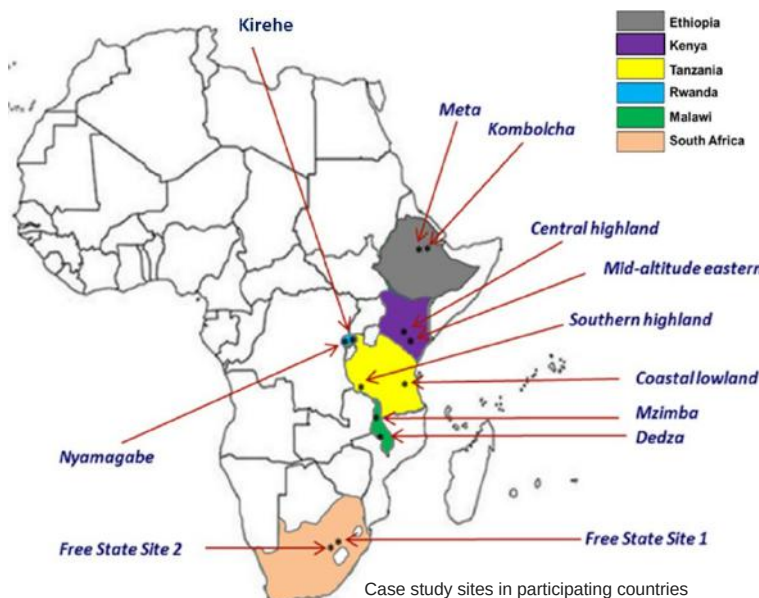 Kirehe
Ethiopia
Kenya
Tanzania
Rwanda
Malawi
South Africa
Meta
Kombolcha
Central highland
Mid-altitude eastern
Southern highland
Coastal lowland
Mzimba
Dedza
Nyamagabe
Free State Site 2
Free State Site 1
Case study sites in participating countries